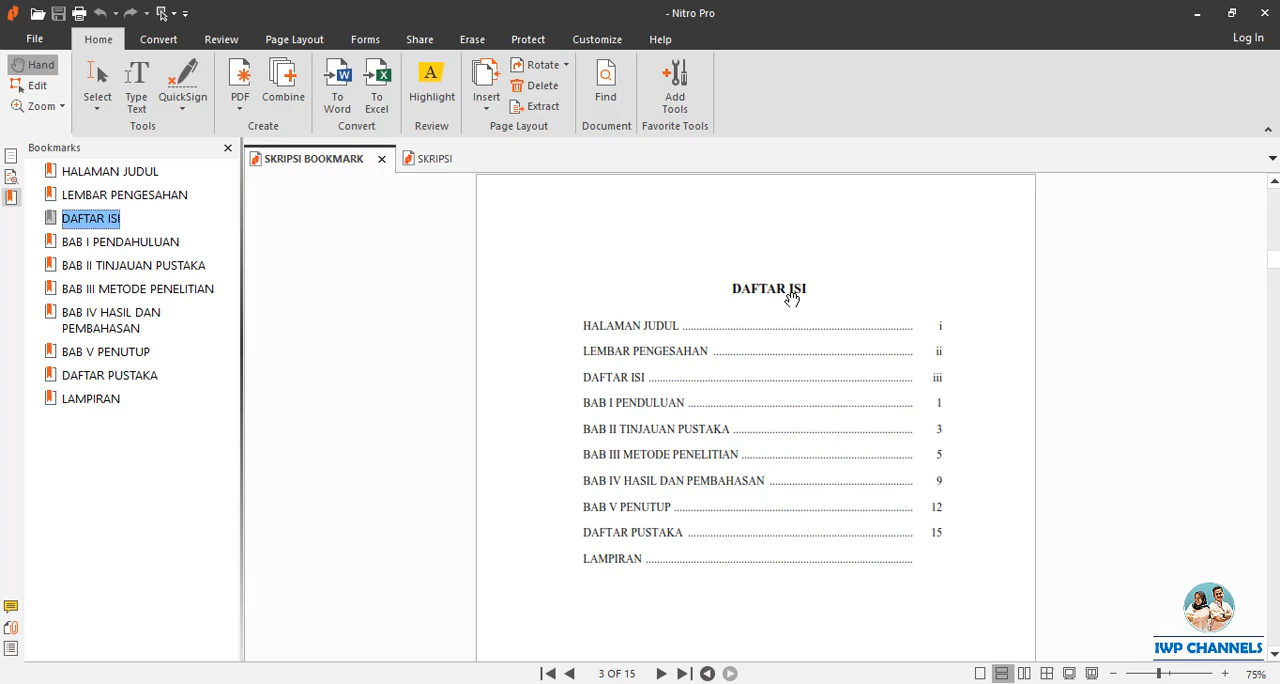 - Nitro Pro
File Home Convert Review Page Layout Forms Share Erase Protect Customize Help Log In
Hand
Edit
Zoom
Select
Type Text
QuickSign
Tools
PDF
Combine
Create
To Word
To Excel
Convert
Highlight
Review
Insert
Rotate
Delete
Extract
Page Layout
Find
Document
Add Tools
Favorite Tools
Bookmarks
HALAMAN JUDUL
LEMBAR PENGESAHAN
DAFTAR ISI
BAB I PENDAHULUAN
BAB II TINJAUAN PUSTAKA
BAB III METODE PENELITIAN
BAB IV HASIL DAN
PEMBAHASAN
BAB V PENUTUP
DAFTAR PUSTAKA
LAMPIRAN
SKRIPSI BOOKMARK
SKRIPSI
DAFTAR ISI
HALAMAN JUDUL ........ i
LEMBAR PENGESAHAN ........ ii
DAFTAR ISI ........ iii
BAB I PENDULUAN ........ 1
BAB II TINJAUAN PUSTAKA ........ 3
BAB III METODE PENELITIAN ........ 5
BAB IV HASIL DAN PEMBAHASAN ........ 9
BAB V PENUTUP ........ 12
DAFTAR PUSTAKA ........ 15
LAMPIRAN ........
IWP CHANNELS
3 OF 15
75%